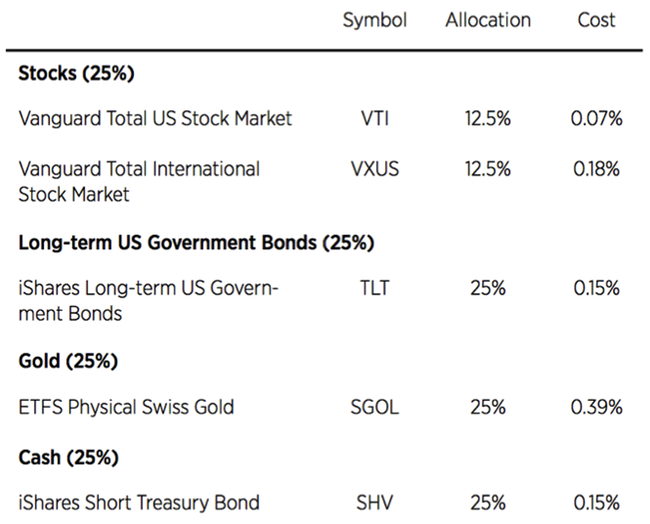 Symbol Allocation Cost
Stocks (25%)
Vanguard Total US Stock Market VTI 12.5% 0.07%
Vanguard Total International VXUS 12.5% 0.18%
Stock Market
Long-term US Government Bonds (25%)
iShares Long-term US Govern- TLT 25% 0.15%
ment Bonds
Gold (25%)
ETFS Physical Swiss Gold SGOL 25% 0.39%
Cash (25%)
iShares Short Treasury Bond SHV 25% 0.15%